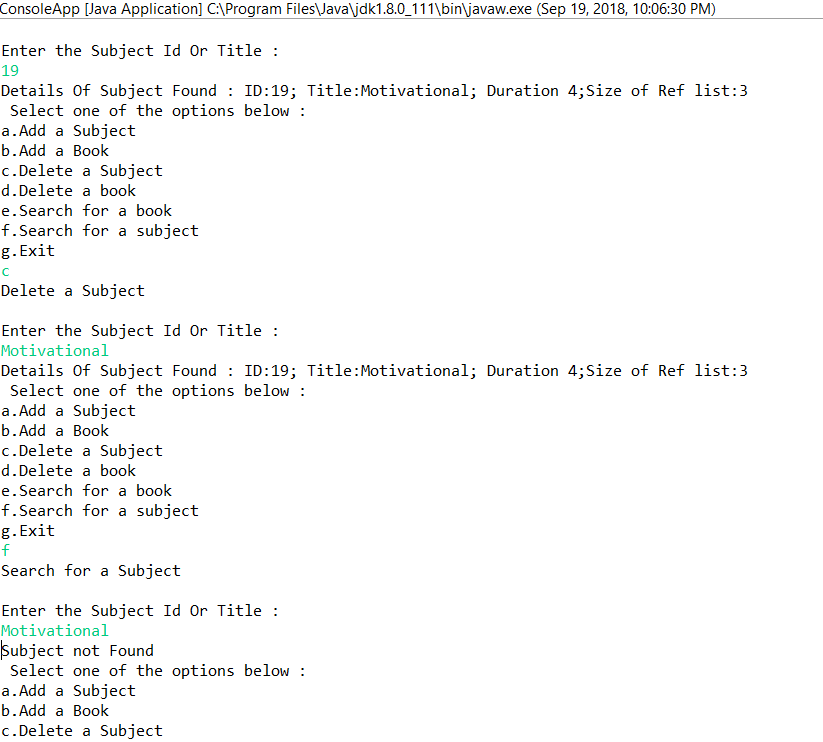 ConsoleApp [Java Application] C:\Program Files\Java\jdk1.8.0_111\bin\javaw.exe (Sep 19, 2018, 10:06:30 PM)
Enter the Subject Id Or Title :
19
Details Of Subject Found : ID:19; Title:Motivational; Duration 4;Size of Ref list:3
 Select one of the options below :
a.Add a Subject
b.Add a Book
c.Delete a Subject
d.Delete a book
e.Search for a book
f.Search for a subject
g.Exit
c
Delete a Subject
Enter the Subject Id Or Title :
Motivational
Details Of Subject Found : ID:19; Title:Motivational; Duration 4;Size of Ref list:3
 Select one of the options below :
a.Add a Subject
b.Add a Book
c.Delete a Subject
d.Delete a book
e.Search for a book
f.Search for a subject
g.Exit
f
Search for a Subject
Enter the Subject Id Or Title :
Motivational
Subject not Found
 Select one of the options below :
a.Add a Subject
b.Add a Book
c.Delete a Subject